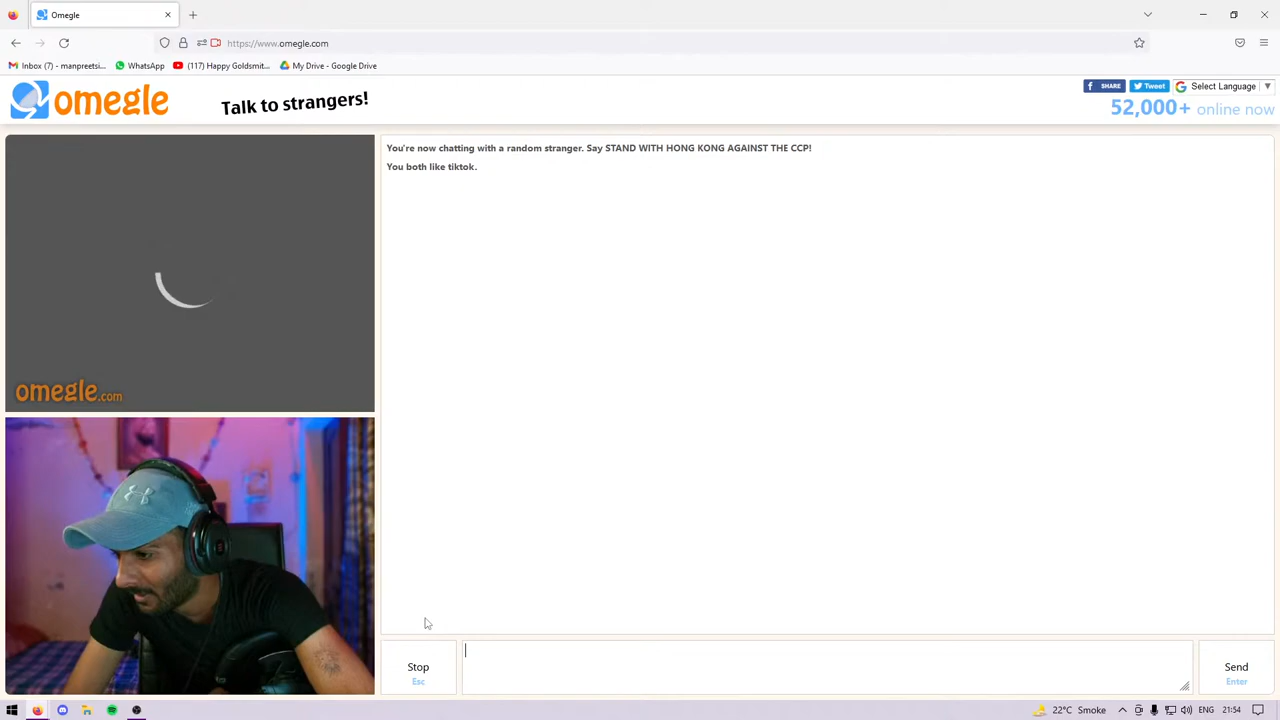 Omegle
https://www.omegle.com
Inbox (7) - manpreetsi...
WhatsApp
(117) Happy Goldsmit...
My Drive - Google Drive
omegle
Talk to strangers!
SHARE
Tweet
Select Language
52,000+ online now
You're now chatting with a random stranger. Say STAND WITH HONG KONG AGAINST THE CCP!
You both like tiktok.
omegle.com
Stop
Esc
Send
Enter
22°C Smoke
ENG
21:54